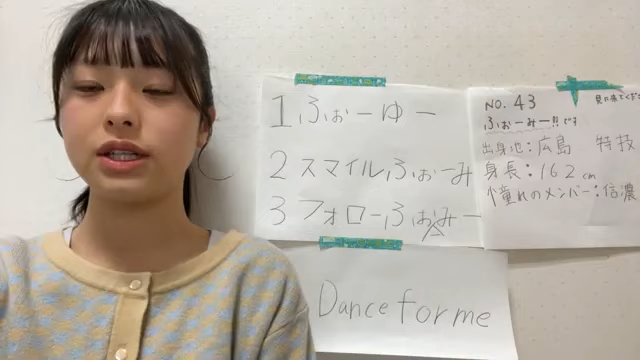 1 ふぉーゆー
2 スマイルふぉーみ
3 フォローふぉみー
Dance for me
NO. 43
ふぉーみー!! です
出身地:広島 特技
身長:162cm
憧れのメンバー:信濃